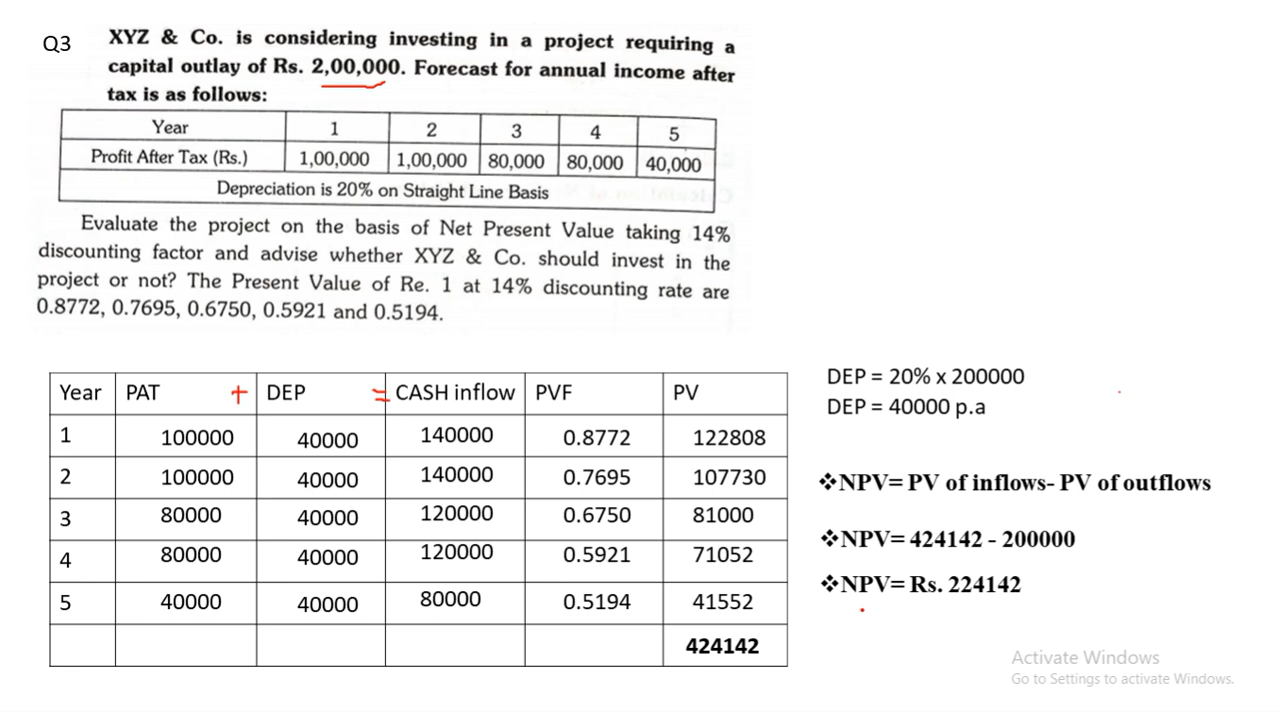 Q3
XYZ & Co. is considering investing in a project requiring a
capital outlay of Rs. 2,00,000. Forecast for annual income after
tax is as follows:
Year 1 2 3 4 5
Profit After Tax (Rs.) 1,00,000 1,00,000 80,000 80,000 40,000
Depreciation is 20% on Straight Line Basis
Evaluate the project on the basis of Net Present Value taking 14%
discounting factor and advise whether XYZ & Co. should invest in the
project or not? The Present Value of Re. 1 at 14% discounting rate are
0.8772, 0.7695, 0.6750, 0.5921 and 0.5194.
Year PAT + DEP = CASH inflow PVF PV
1 100000 40000 140000 0.8772 122808
2 100000 40000 140000 0.7695 107730
3 80000 40000 120000 0.6750 81000
4 80000 40000 120000 0.5921 71052
5 40000 40000 80000 0.5194 41552
424142
DEP = 20% x 200000
DEP = 40000 p.a
❖NPV= PV of inflows- PV of outflows
❖NPV= 424142 - 200000
❖NPV= Rs. 224142
Activate Windows
Go to Settings to activate Windows.